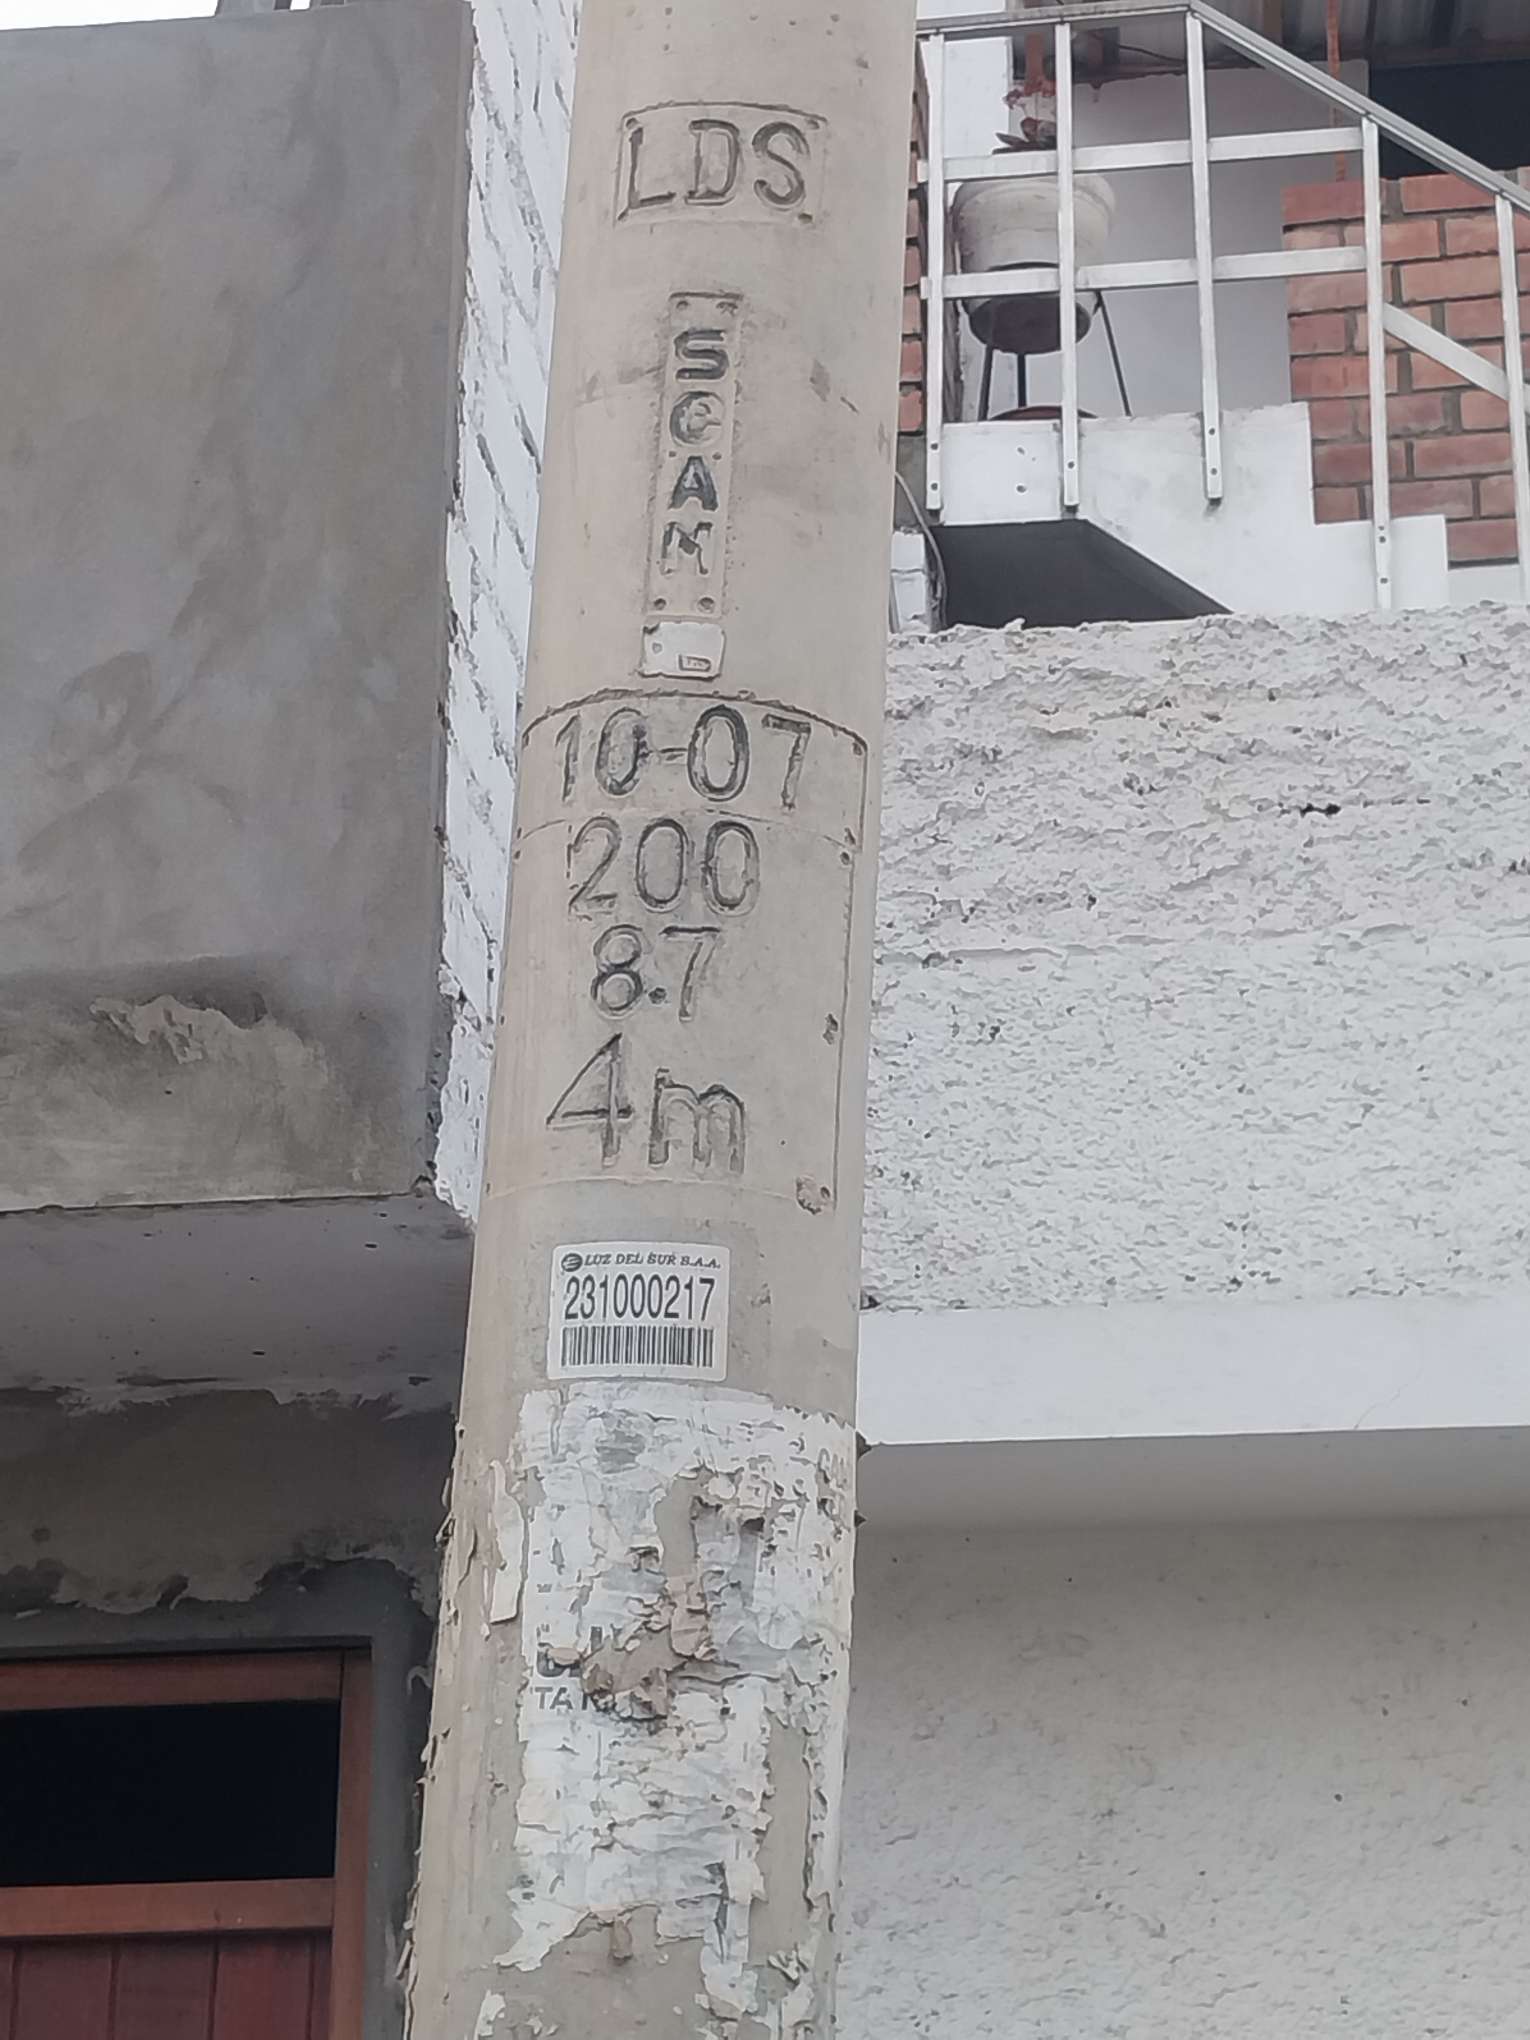 LDS
SCAM
10-07
200
8.7
4m
LUZ DEL SUR S.A.A.
231000217